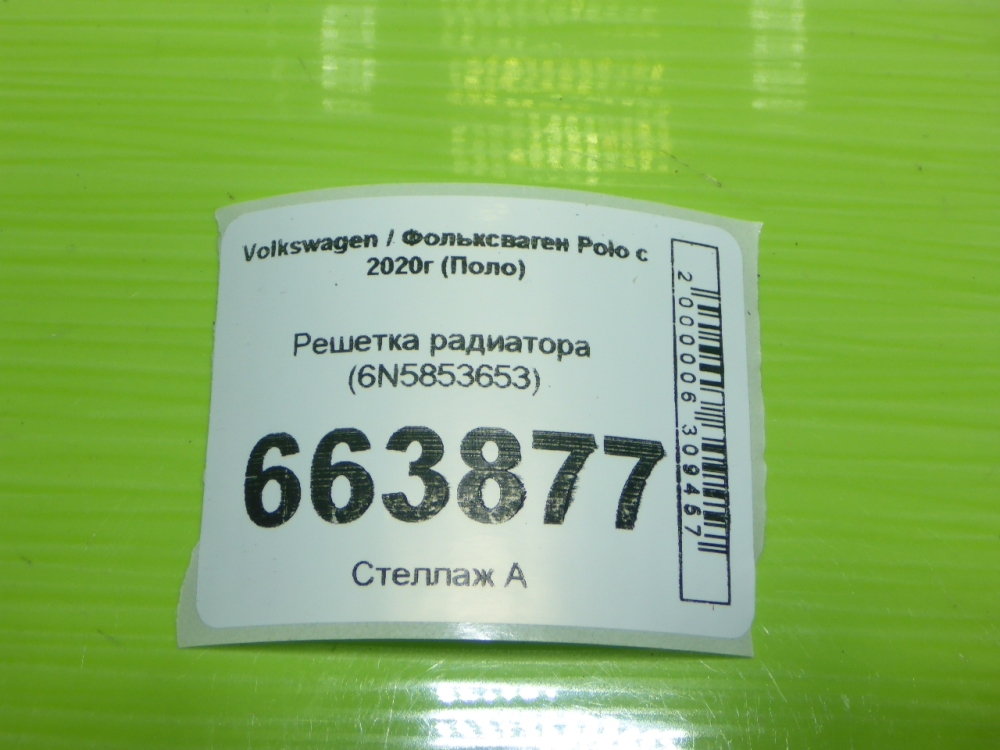 Volkswagen / Фольксваген Polo с
2020г (Поло)
Решетка радиатора
(6N5853653)
663877
Стеллаж А
2000006309467